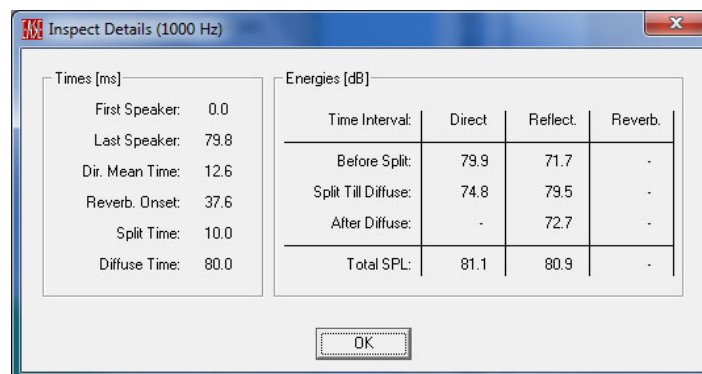 EASE Inspect Details (1000 Hz)
Times [ms]
First Speaker: 0.0
Last Speaker: 79.8
Dir. Mean Time: 12.6
Reverb. Onset: 37.6
Split Time: 10.0
Diffuse Time: 80.0
Energies [dB]
Time Interval: Direct Reflect. Reverb.
Before Split: 79.9 71.7 -
Split Till Diffuse: 74.8 79.5 -
After Diffuse: - 72.7 -
Total SPL: 81.1 80.9 -
OK